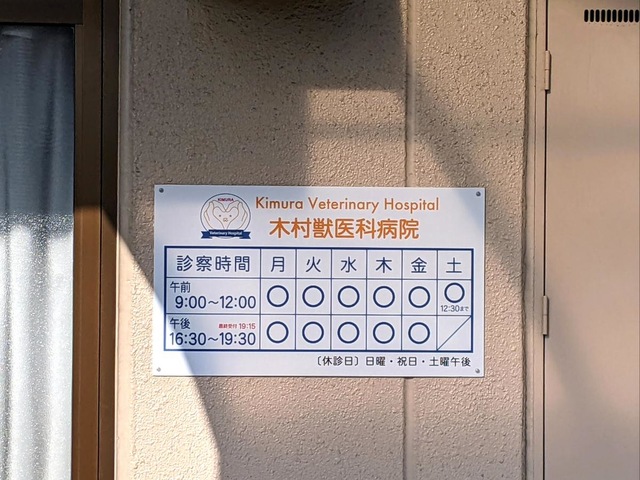 KIMURA
Veterinary Hospital
Kimura Veterinary Hospital
木村獣医科病院
診察時間 月 火 水 木 金 土
午前 9:00～12:00 ○ ○ ○ ○ ○ ○ 12:30まで
午後 最終受付 19:15
16:30～19:30 ○ ○ ○ ○ ○ ／
〔休診日〕日曜・祝日・土曜午後